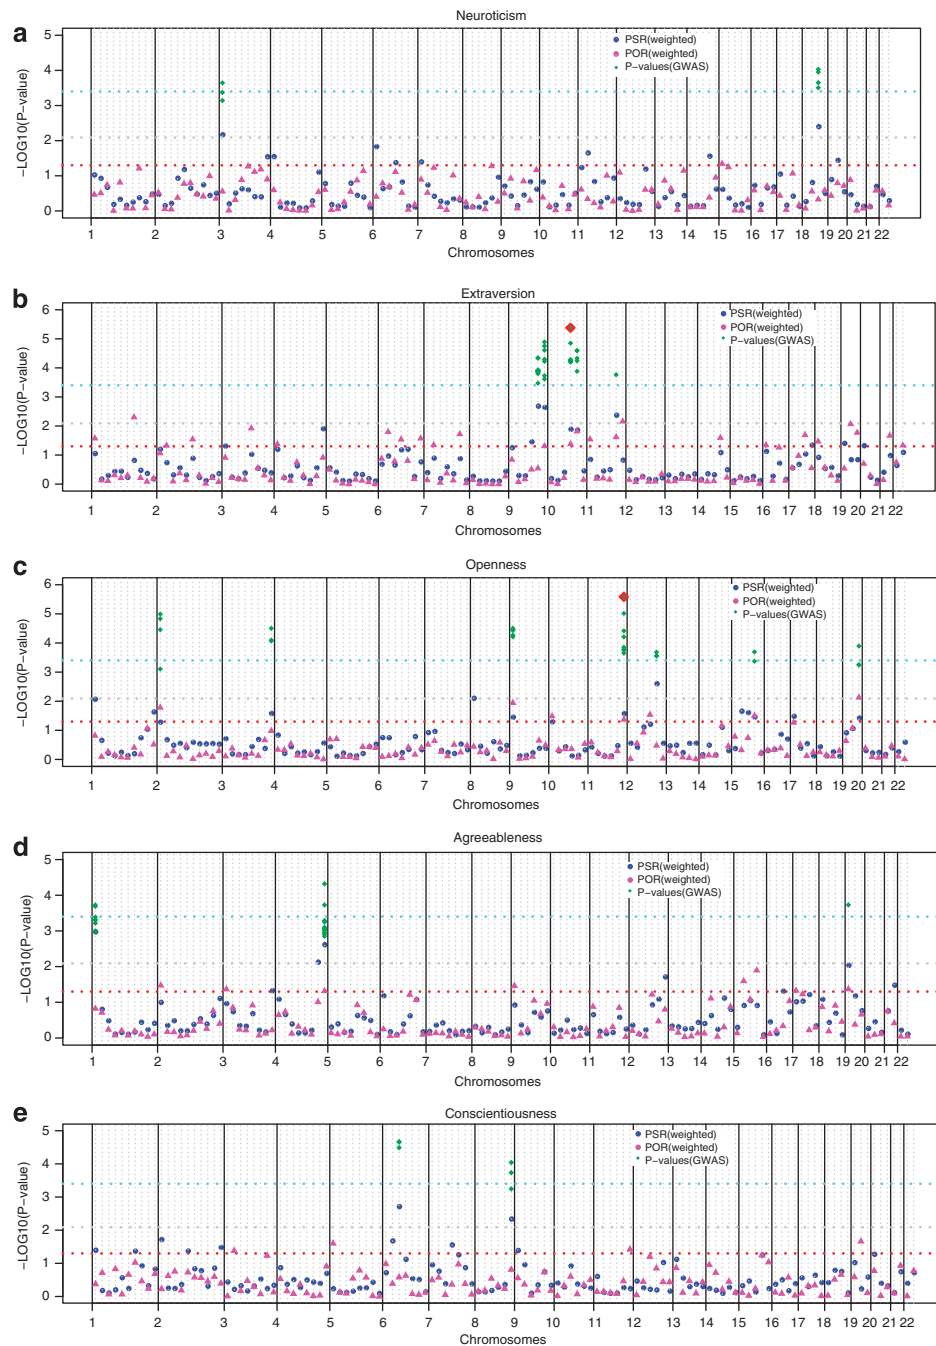 a
Neuroticism
PSR(weighted)
POR(weighted)
P−values(GWAS)
−LOG10(P−value)
5
4
3
2
1
0
1 2 3 4 5 6 7 8 9 10 11 12 13 14 15 16 17 18 19 20 21 22
Chromosomes
b
Extraversion
PSR(weighted)
POR(weighted)
P−values(GWAS)
−LOG10(P−value)
6
5
4
3
2
1
0
1 2 3 4 5 6 7 8 9 10 11 12 13 14 15 16 17 18 19 20 21 22
Chromosomes
c
Openness
PSR(weighted)
POR(weighted)
P−values(GWAS)
−LOG10(P−value)
6
5
4
3
2
1
0
1 2 3 4 5 6 7 8 9 10 11 12 13 14 15 16 17 18 19 20 21 22
Chromosomes
d
Agreeableness
PSR(weighted)
POR(weighted)
P−values(GWAS)
−LOG10(P−value)
5
4
3
2
1
0
1 2 3 4 5 6 7 8 9 10 11 12 13 14 15 16 17 18 19 20 21 22
Chromosomes
e
Conscientiousness
PSR(weighted)
POR(weighted)
P−values(GWAS)
−LOG10(P−value)
5
4
3
2
1
0
1 2 3 4 5 6 7 8 9 10 11 12 13 14 15 16 17 18 19 20 21 22
Chromosomes